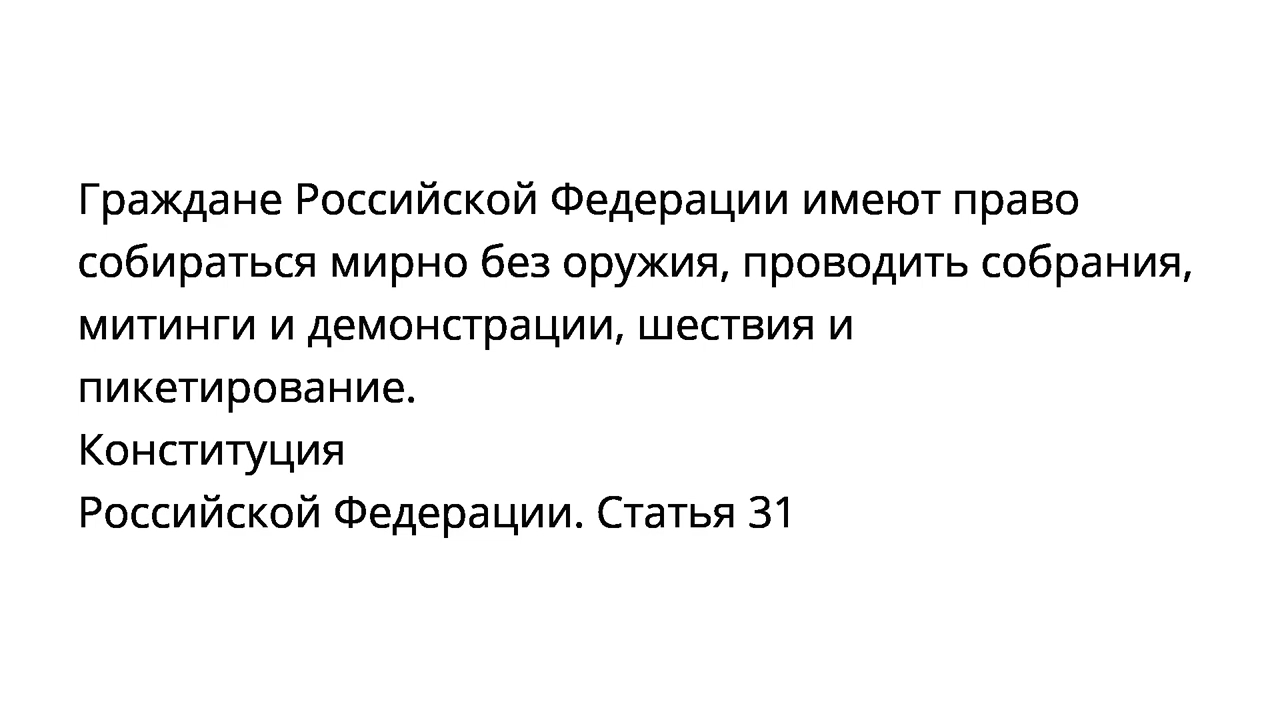 Граждане Российской Федерации имеют право
собираться мирно без оружия, проводить собрания,
митинги и демонстрации, шествия и
пикетирование.
Конституция
Российской Федерации. Статья 31